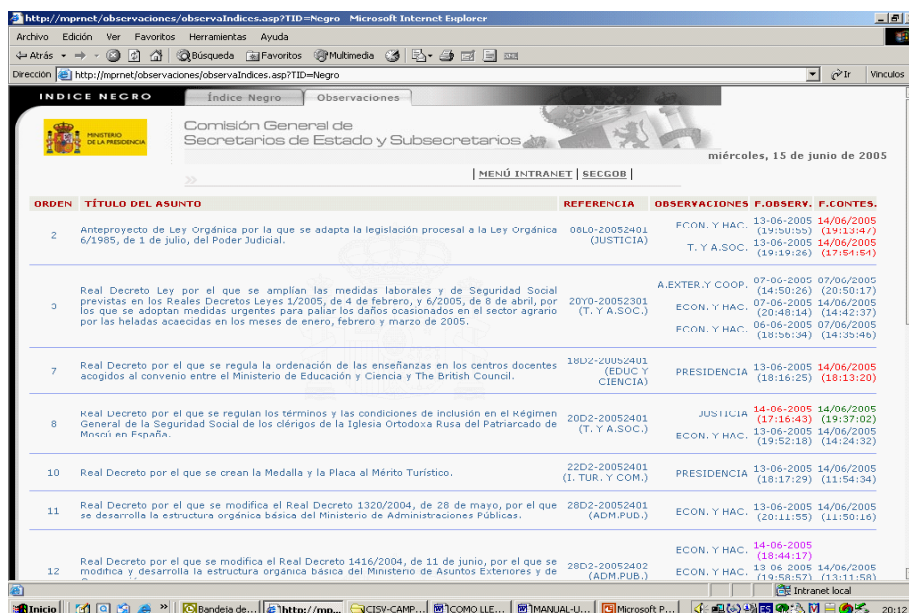 http://mprnet/observaciones/observaIndices.asp?TID=Negro Microsoft Internet Explorer
Archivo Edición Ver Favoritos Herramientas Ayuda
Atrás Búsqueda Favoritos Multimedia
Dirección http://mprnet/observaciones/observaIndices.asp?TID=Negro Ir Vínculos
INDICE NEGRO Índice Negro Observaciones
MINISTERIO
DE LA PRESIDENCIA
Comisión General de
Secretarios de Estado y Subsecretarios
miércoles, 15 de junio de 2005
MENÚ INTRANET | SECGOB |
ORDEN TÍTULO DEL ASUNTO REFERENCIA OBSERVACIONES F.OBSERV. F.CONTES.
2 Anteproyecto de Ley Orgánica por la que se adapta la legislación procesal a la Ley Orgánica 6/1985, de 1 de julio, del Poder Judicial.
08L0-20052401
(JUSTICIA)
ECON. Y HAC. 13-06-2005 14/06/2005
(19:50:55) (19:13:47)
T. Y A.SOC. 13-06-2005 14/06/2005
(19:19:26) (17:54:54)
3 Real Decreto Ley por el que se amplían las medidas laborales y de Seguridad Social
previstas en los Reales Decretos Leyes 1/2005, de 4 de febrero, y 6/2005, de 8 de abril, por
los que se adoptan medidas urgentes para paliar los daños ocasionados en el sector agrario
por las heladas acaecidas en los meses de enero, febrero y marzo de 2005.
20Y0-20052301
(T. Y A.SOC.)
A.EXTER.Y COOP. 07-06-2005 07/06/2005
(14:50:26) (20:50:17)
ECON. Y HAC. 07-06-2005 14/06/2005
(20:48:14) (14:42:37)
ECON. Y HAC. 06-06-2005 07/06/2005
(18:56:34) (14:35:46)
7 Real Decreto por el que se regula la ordenación de las enseñanzas en los centros docentes
acogidos al convenio entre el Ministerio de Educación y Ciencia y The British Council.
18D2-20052401
(EDUC Y
CIENCIA)
PRESIDENCIA 13-06-2005 14/06/2005
(18:16:25) (18:13:20)
8 Real Decreto por el que se regulan los términos y las condiciones de inclusión en el Régimen
General de la Seguridad Social de los clérigos de la Iglesia Ortodoxa Rusa del Patriarcado de
Moscú en España.
20D2-20052401
(T. Y A.SOC.)
JUSTICIA 14-06-2005 14/06/2005
(17:16:43) (19:37:02)
ECON. Y HAC. 13-06-2005 14/06/2005
(19:52:18) (14:24:32)
10 Real Decreto por el que se crean la Medalla y la Placa al Mérito Turístico.
22D2-20052401
(I. TUR. Y COM.)
PRESIDENCIA 13-06-2005 14/06/2005
(18:17:29) (11:54:34)
11 Real Decreto por el que se modifica el Real Decreto 1320/2004, de 28 de mayo, por el que
se desarrolla la estructura orgánica básica del Ministerio de Administraciones Públicas.
28D2-20052401
(ADM.PUB.)
ECON. Y HAC. 13-06-2005 14/06/2005
(20:11:55) (11:50:16)
12 Real Decreto por el que se modifica el Real Decreto 1416/2004, de 11 de junio, por el que se
modifica y desarrolla la estructura orgánica básica del Ministerio de Asuntos Exteriores y de
28D2-20052402
(ADM.PUB.)
ECON. Y HAC. 14-06-2005
(18:44:17)
ECON. Y HAC. 13 06 2005 14/06/2005
(19:58:57) (13:11:58)
Intranet local
Inicio Bandeja de... http://mp... CISV-CAMP... COMO LLE... MANUAL-U... Microsoft P... ES 20:12